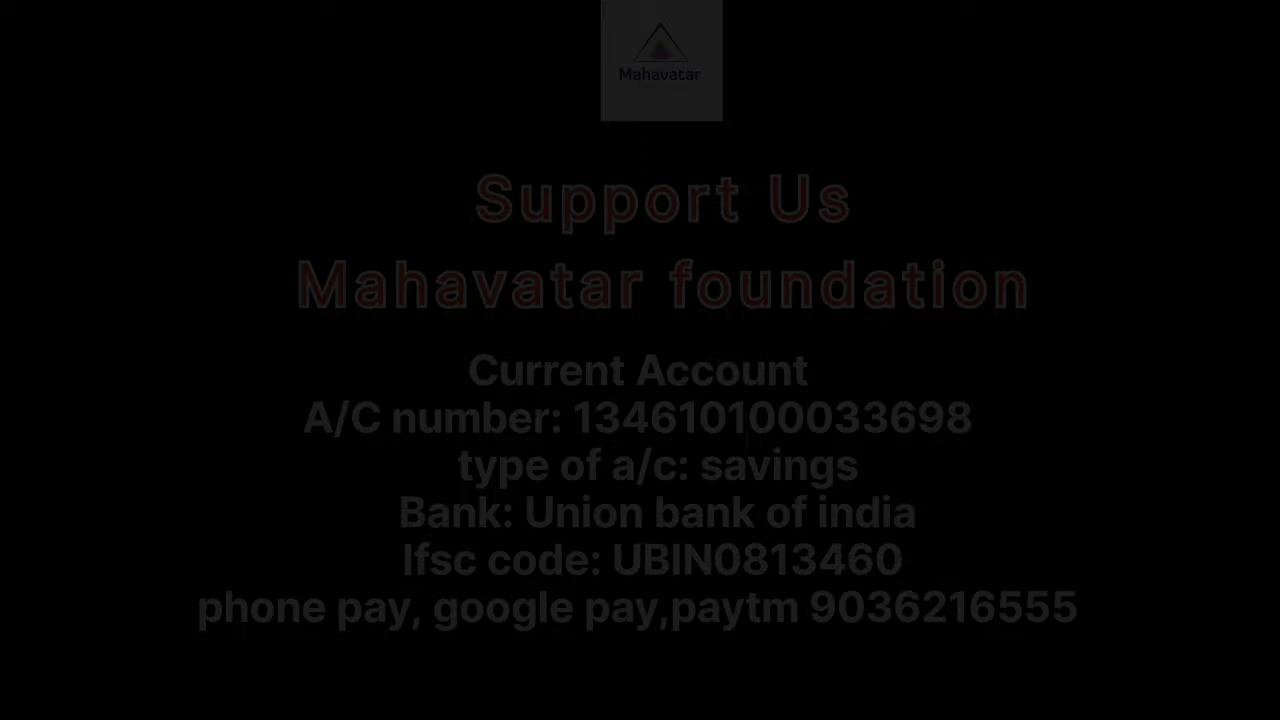 Mahavatar
Support Us
Mahavatar foundation
Current Account
A/C number: 134610100033698
type of a/c: savings
Bank: Union bank of india
Ifsc code: UBIN0813460
phone pay, google pay,paytm 9036216555